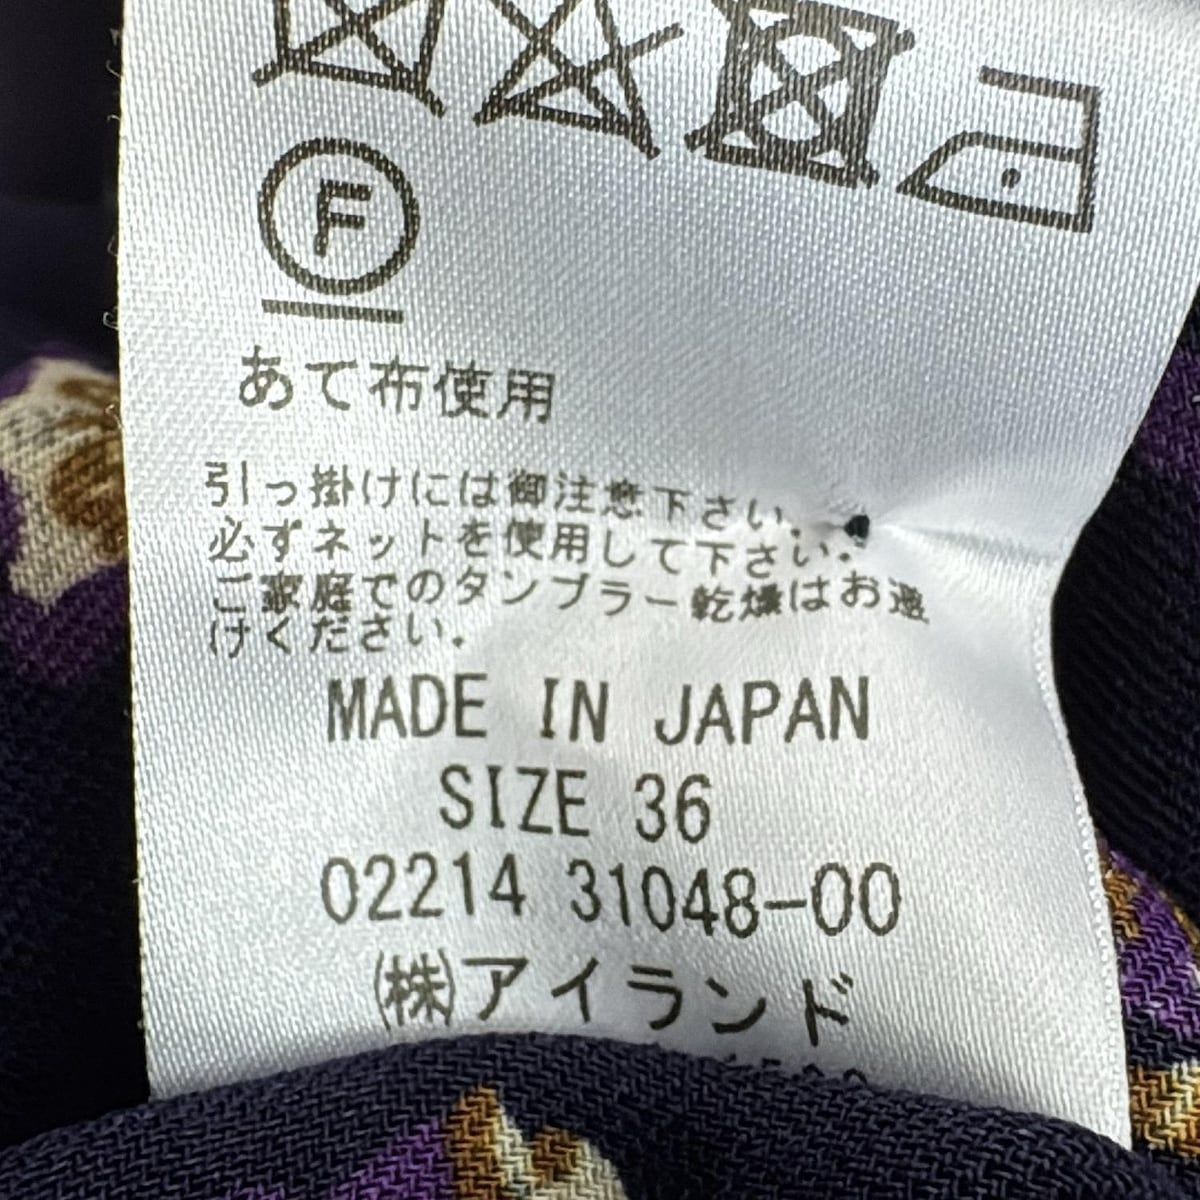 F
あて布使用
引っ掛けには御注意下さい.
必ずネットを使用して下さい.
ご家庭でのタンブラー乾燥はお避
けください.
MADE IN JAPAN
SIZE 36
02214 31048-00
㈱アイランド